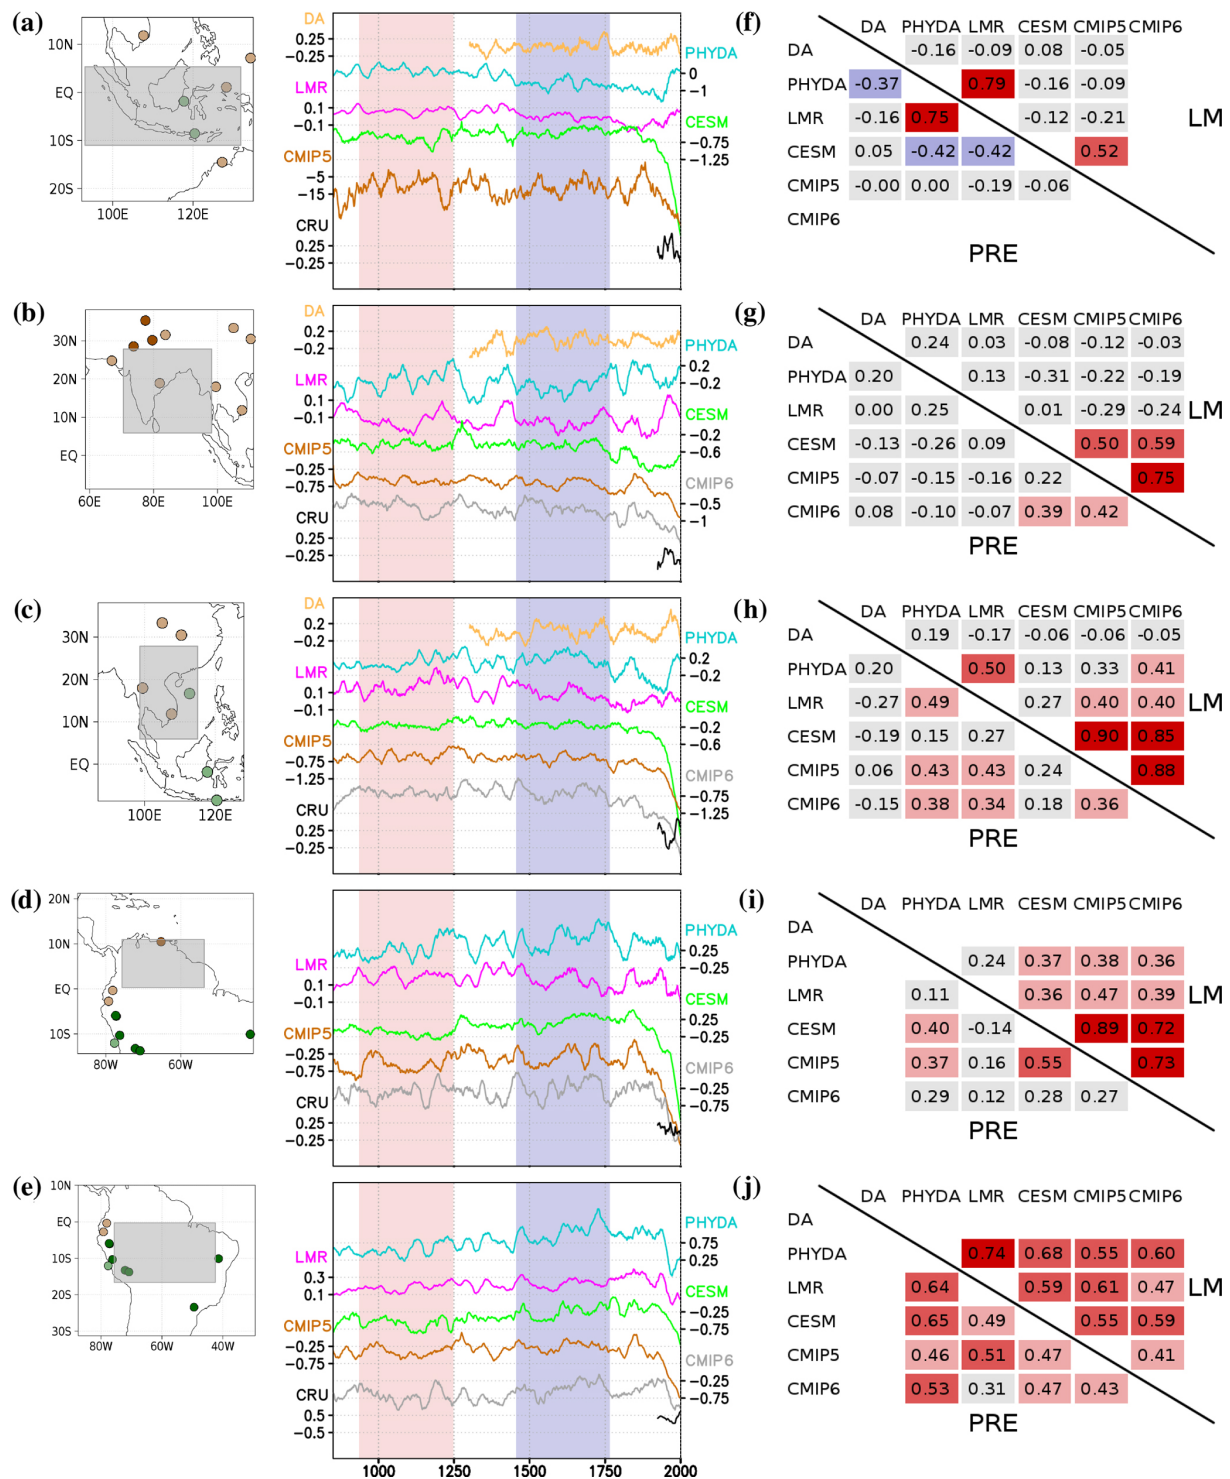 (a)
10N
EQ
10S
20S
100E 120E
DA
0.25
−0.25
PHYDA
0
−1
LMR
0.1
−0.1
CESM
−0.75
−1.25
CMIP5
−5
−15
CRU
0.25
−0.25
(f)
DA PHYDA LMR CESM CMIP5 CMIP6
DA -0.16 -0.09 0.08 -0.05
PHYDA -0.37 0.79 -0.16 -0.09
LMR -0.16 0.75 -0.12 -0.21
LM
CESM 0.05 -0.42 -0.42 0.52
CMIP5 -0.00 0.00 -0.19 -0.06
CMIP6
PRE
(b)
30N
20N
10N
EQ
60E 80E 100E
DA
0.2
−0.2
PHYDA
0.2
−0.2
LMR
0.1
−0.1
CESM
−0.2
−0.6
CMIP5
−0.25
−0.75
CMIP6
−0.5
−1
CRU
0.25
−0.25
(g)
DA PHYDA LMR CESM CMIP5 CMIP6
DA 0.24 0.03 -0.08 -0.12 -0.03
PHYDA 0.20 0.13 -0.31 -0.22 -0.19
LMR 0.00 0.25 0.01 -0.29 -0.24
LM
CESM -0.13 -0.26 0.09 0.50 0.59
CMIP5 -0.07 -0.15 -0.16 0.22 0.75
CMIP6 0.08 -0.10 -0.07 0.39 0.42
PRE
(c)
30N
20N
10N
EQ
100E 120E
DA
0.2
−0.2
PHYDA
0.2
−0.2
LMR
0.1
−0.1
CESM
−0.2
−0.6
CMIP5
−0.75
−1.25
CMIP6
−0.75
−1.25
CRU
0.25
−0.25
(h)
DA PHYDA LMR CESM CMIP5 CMIP6
DA 0.19 -0.17 -0.06 -0.06 -0.05
PHYDA 0.20 0.50 0.13 0.33 0.41
LMR -0.27 0.49 0.27 0.40 0.40
LM
CESM -0.19 0.15 0.27 0.90 0.85
CMIP5 0.06 0.43 0.43 0.24 0.88
CMIP6 -0.15 0.38 0.34 0.18 0.36
PRE
(d)
20N
10N
EQ
10S
80W 60W
PHYDA
0.25
−0.25
LMR
0.1
−0.1
CESM
0.25
−0.25
CMIP5
−0.25
−0.75
CMIP6
−0.25
−0.75
CRU
0.25
−0.25
(i)
DA PHYDA LMR CESM CMIP5 CMIP6
DA
PHYDA 0.24 0.37 0.38 0.36
LMR 0.11 0.36 0.47 0.39
LM
CESM 0.40 -0.14 0.89 0.72
CMIP5 0.37 0.16 0.55 0.73
CMIP6 0.29 0.12 0.28 0.27
PRE
(e)
10N
EQ
10S
20S
30S
80W 60W 40W
PHYDA
0.75
0.25
LMR
0.3
0.1
CESM
−0.25
−0.75
CMIP5
−0.25
−0.75
CMIP6
−0.25
−0.75
CRU
0.5
−0.5
1000 1250 1500 1750 2000
(j)
DA PHYDA LMR CESM CMIP5 CMIP6
DA
PHYDA 0.74 0.68 0.55 0.60
LMR 0.64 0.59 0.61 0.47
LM
CESM 0.65 0.49 0.55 0.59
CMIP5 0.46 0.51 0.47 0.41
CMIP6 0.53 0.31 0.47 0.43
PRE